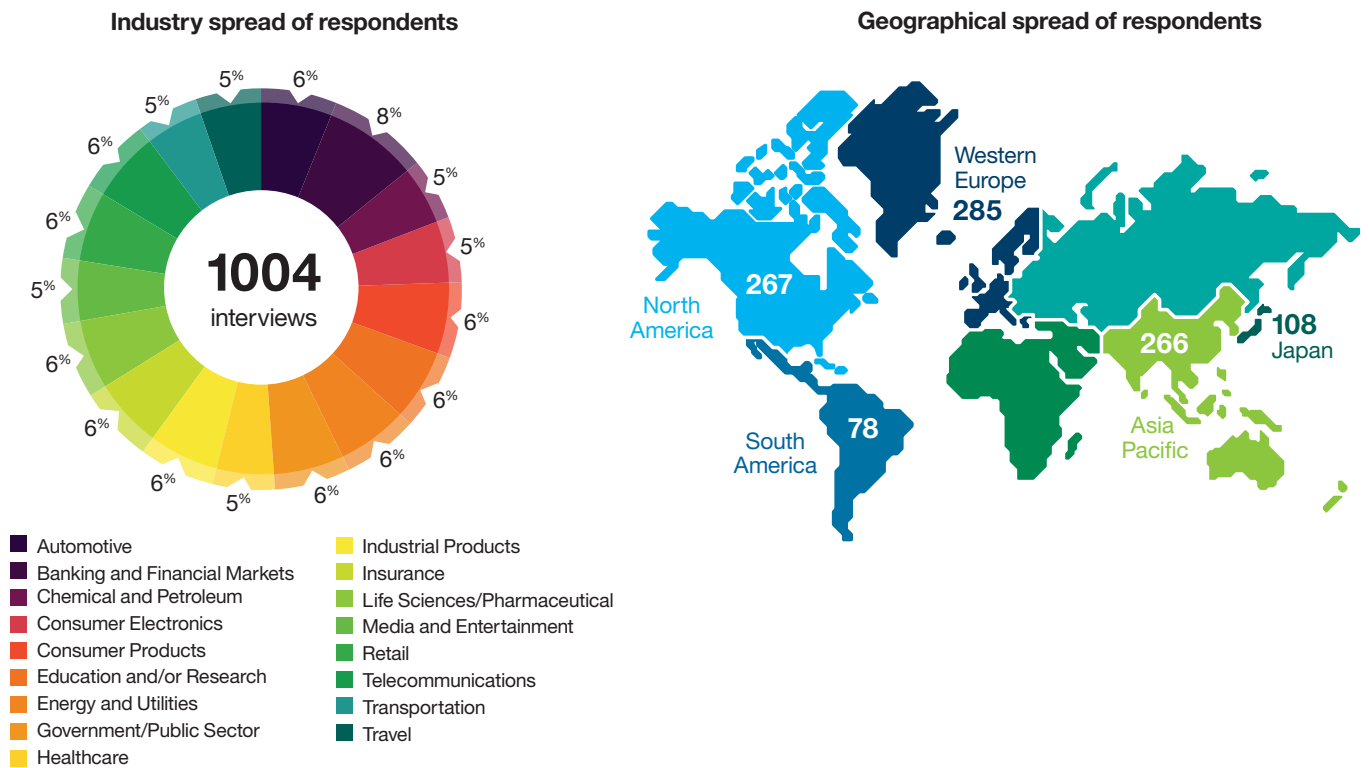 Industry spread of respondents
5%
6%
8%
5%
5%
6%
6%
6%
6%
5%
6%
6%
6%
5%
6%
6%
5%
1004
interviews
Automotive
Banking and Financial Markets
Chemical and Petroleum
Consumer Electronics
Consumer Products
Education and/or Research
Energy and Utilities
Government/Public Sector
Healthcare
Industrial Products
Insurance
Life Sciences/Pharmaceutical
Media and Entertainment
Retail
Telecommunications
Transportation
Travel
Geographical spread of respondents
Western
Europe
285
267
North
America
108
Japan
266
Asia
Pacific
78
South
America